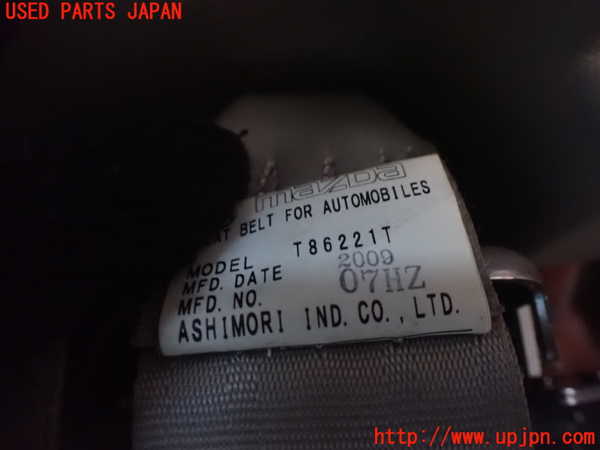 USED PARTS JAPAN
mazda
BELT FOR AUTOMOBILES
MODEL T86221T
MFD. DATE 2009
MFD. NO. 07HZ
ASHIMORI IND. CO., LTD.
http://www.upjpn.com/